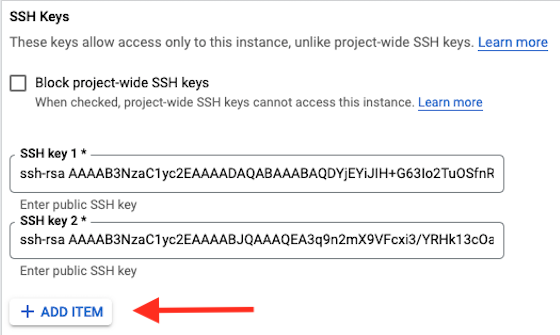 SSH Keys
These keys allow access only to this instance, unlike project-wide SSH keys. Learn more
Block project-wide SSH keys
When checked, project-wide SSH keys cannot access this instance. Learn more
SSH key 1 *
ssh-rsa AAAAB3NzaC1yc2EAAAADAQABAAABAQDYjEYiJIH+G63Io2TuOSfnR
Enter public SSH key
SSH key 2 *
ssh-rsa AAAAB3NzaC1yc2EAAAABJQAAAQEA3q9n2mX9VFcxi3/YRHk13cOa
Enter public SSH key
+ ADD ITEM